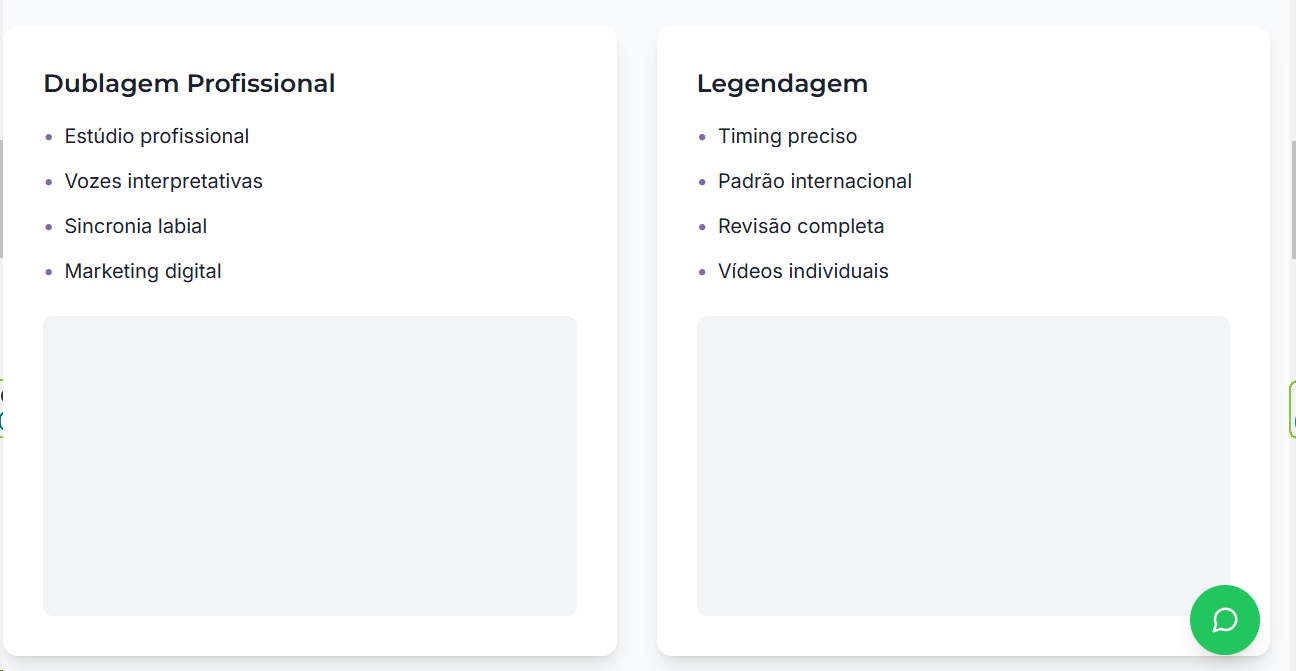 Dublagem Profissional
• Estúdio profissional
• Vozes interpretativas
• Sincronia labial
• Marketing digital
Legendagem
• Timing preciso
• Padrão internacional
• Revisão completa
• Vídeos individuais